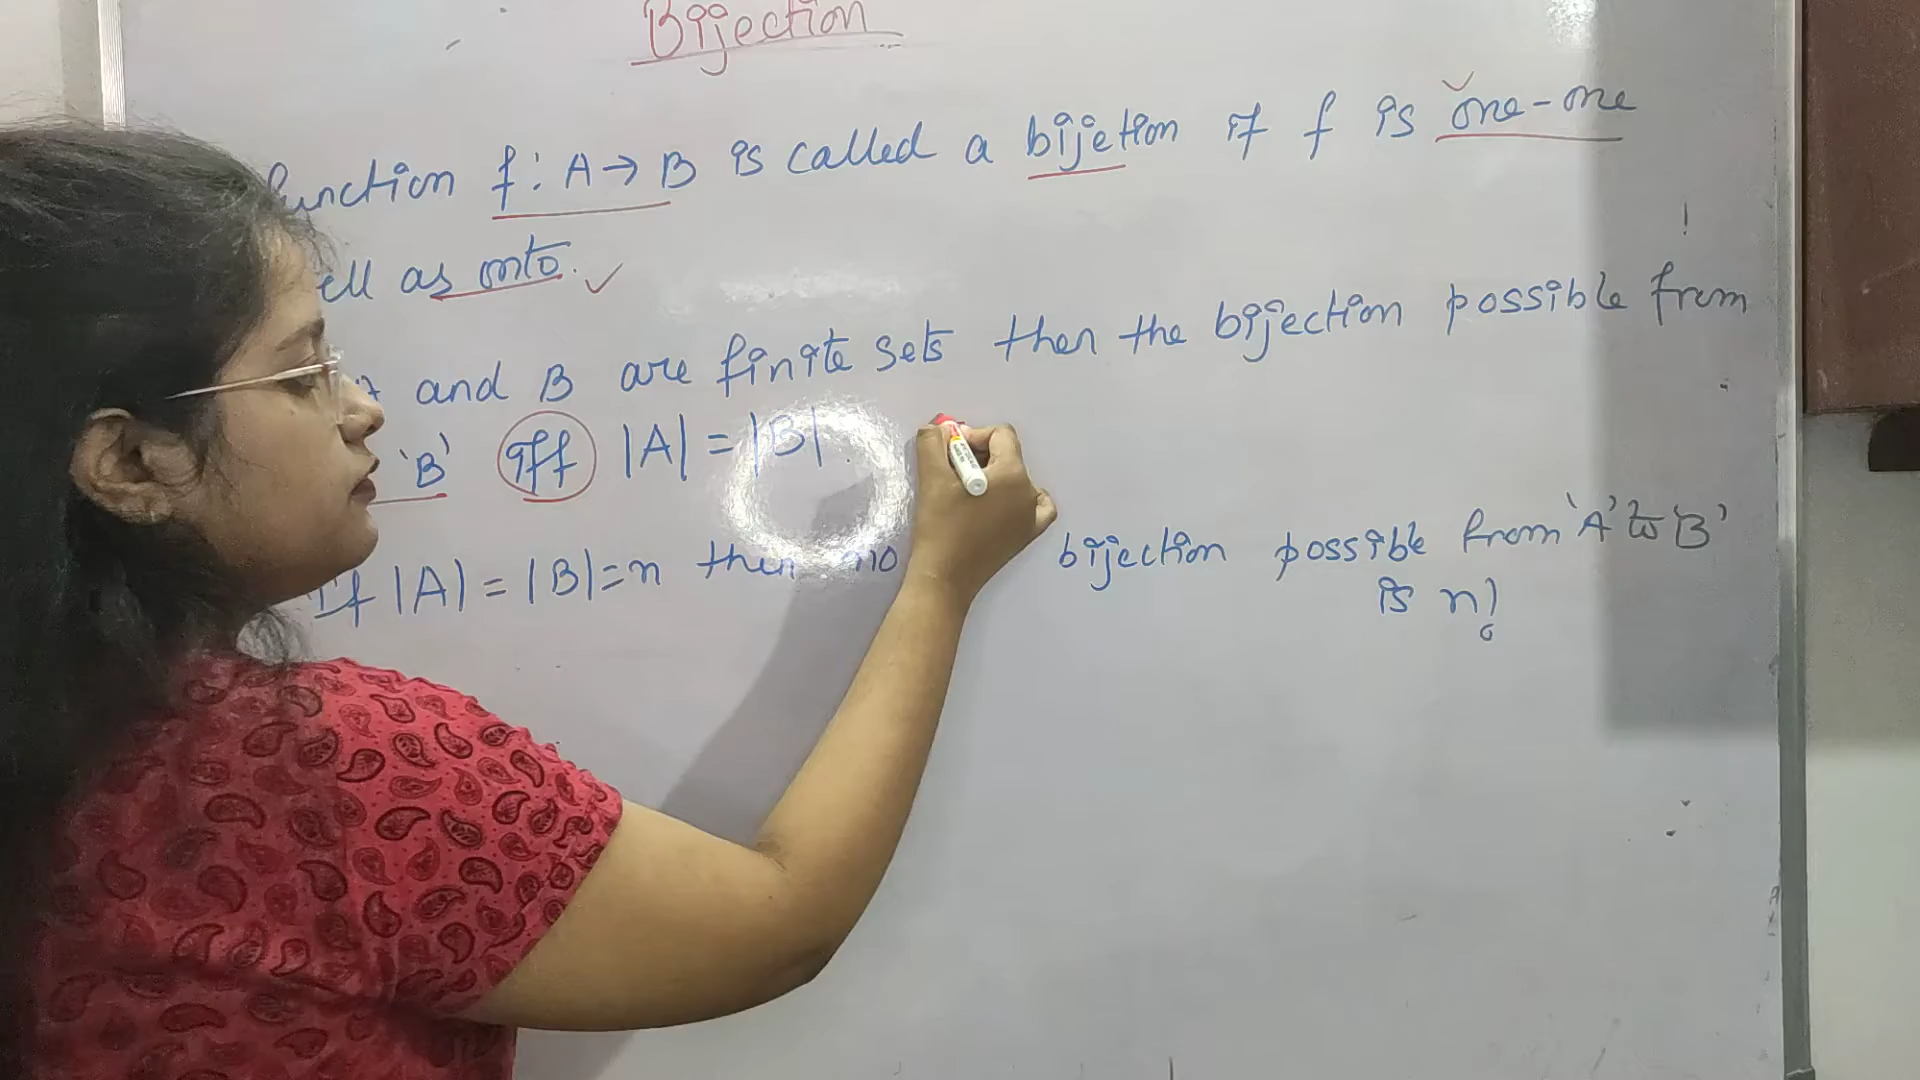 Bijection
function f: A → B is called a bijetion if f is one-one
ell as onto.
A and B are finite sets then the bijection possible from
'B' iff |A| = |B|.
If |A| = |B| = n then no bijection possible from 'A' to 'B'
is n!